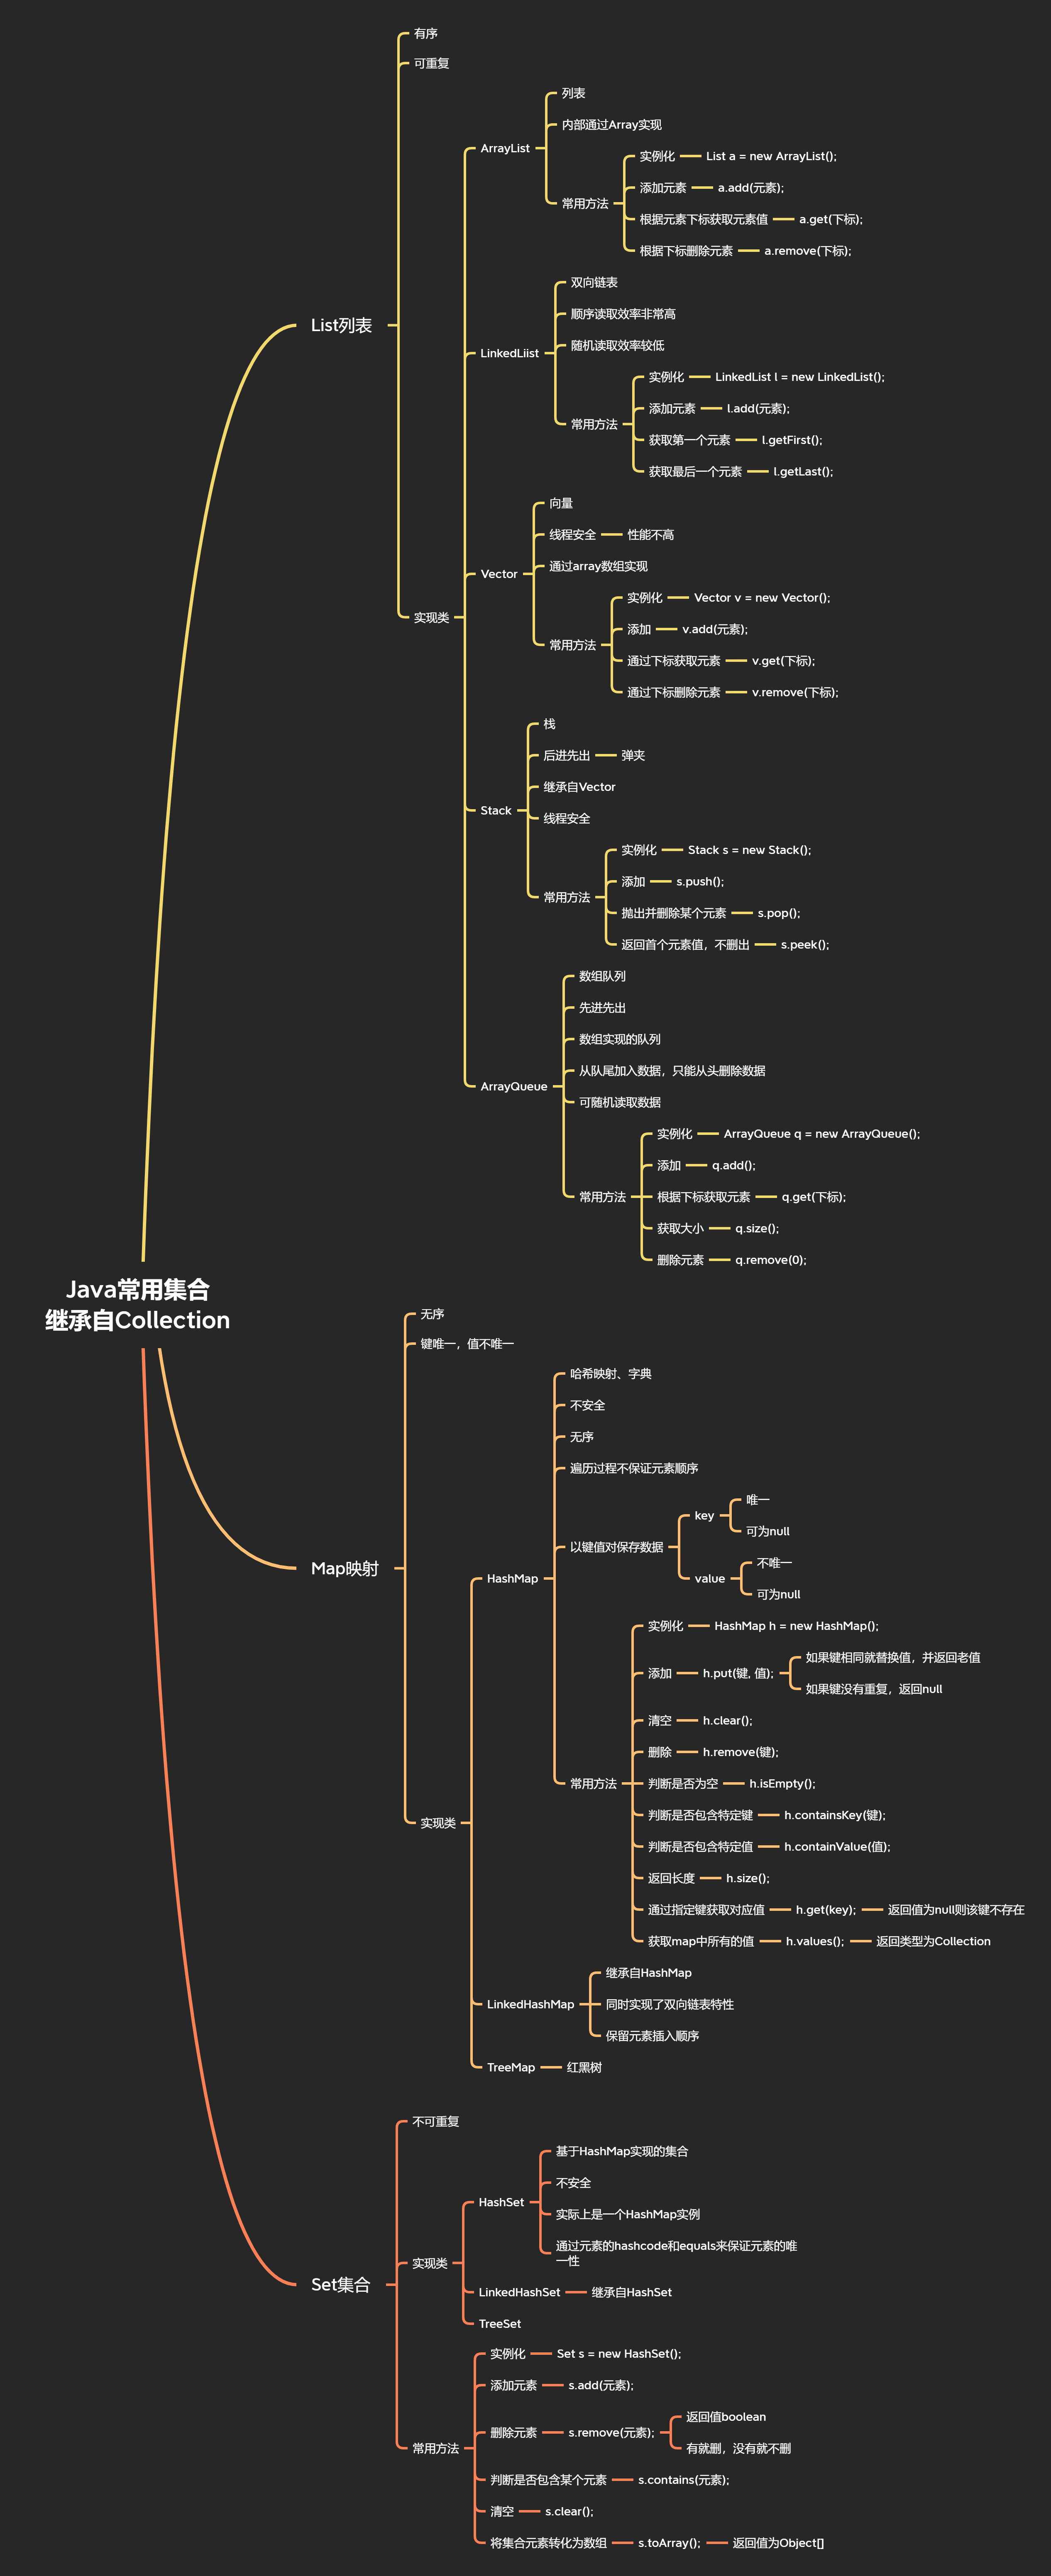 Java常用集合
继承自Collection
List列表
有序
可重复
实现类
ArrayList
列表
内部通过Array实现
常用方法
实例化
List a = new ArrayList();
添加元素
a.add(元素);
根据元素下标获取元素值
a.get(下标);
根据下标删除元素
a.remove(下标);
LinkedLiist
双向链表
顺序读取效率非常高
随机读取效率较低
常用方法
实例化
LinkedList l = new LinkedList();
添加元素
l.add(元素);
获取第一个元素
l.getFirst();
获取最后一个元素
l.getLast();
Vector
向量
线程安全
性能不高
通过array数组实现
常用方法
实例化
Vector v = new Vector();
添加
v.add(元素);
通过下标获取元素
v.get(下标);
通过下标删除元素
v.remove(下标);
Stack
栈
后进先出
弹夹
继承自Vector
线程安全
常用方法
实例化
Stack s = new Stack();
添加
s.push();
抛出并删除某个元素
s.pop();
返回首个元素值，不删出
s.peek();
ArrayQueue
数组队列
先进先出
数组实现的队列
从队尾加入数据，只能从头删除数据
可随机读取数据
常用方法
实例化
ArrayQueue q = new ArrayQueue();
添加
q.add();
根据下标获取元素
q.get(下标);
获取大小
q.size();
删除元素
q.remove(0);
Map映射
无序
键唯一，值不唯一
实现类
HashMap
哈希映射、字典
不安全
无序
遍历过程不保证元素顺序
以键值对保存数据
key
唯一
可为null
value
不唯一
可为null
常用方法
实例化
HashMap h = new HashMap();
添加
h.put(键, 值);
如果键相同就替换值，并返回老值
如果键没有重复，返回null
清空
h.clear();
删除
h.remove(键);
判断是否为空
h.isEmpty();
判断是否包含特定键
h.containsKey(键);
判断是否包含特定值
h.containValue(值);
返回长度
h.size();
通过指定键获取对应值
h.get(key);
返回值为null则该键不存在
获取map中所有的值
h.values();
返回类型为Collection
LinkedHashMap
继承自HashMap
同时实现了双向链表特性
保留元素插入顺序
TreeMap
红黑树
Set集合
不可重复
实现类
HashSet
基于HashMap实现的集合
不安全
实际上是一个HashMap实例
通过元素的hashcode和equals来保证元素的唯
一性
LinkedHashSet
继承自HashSet
TreeSet
常用方法
实例化
Set s = new HashSet();
添加元素
s.add(元素);
删除元素
s.remove(元素);
返回值boolean
有就删，没有就不删
判断是否包含某个元素
s.contains(元素);
清空
s.clear();
将集合元素转化为数组
s.toArray();
返回值为Object[]